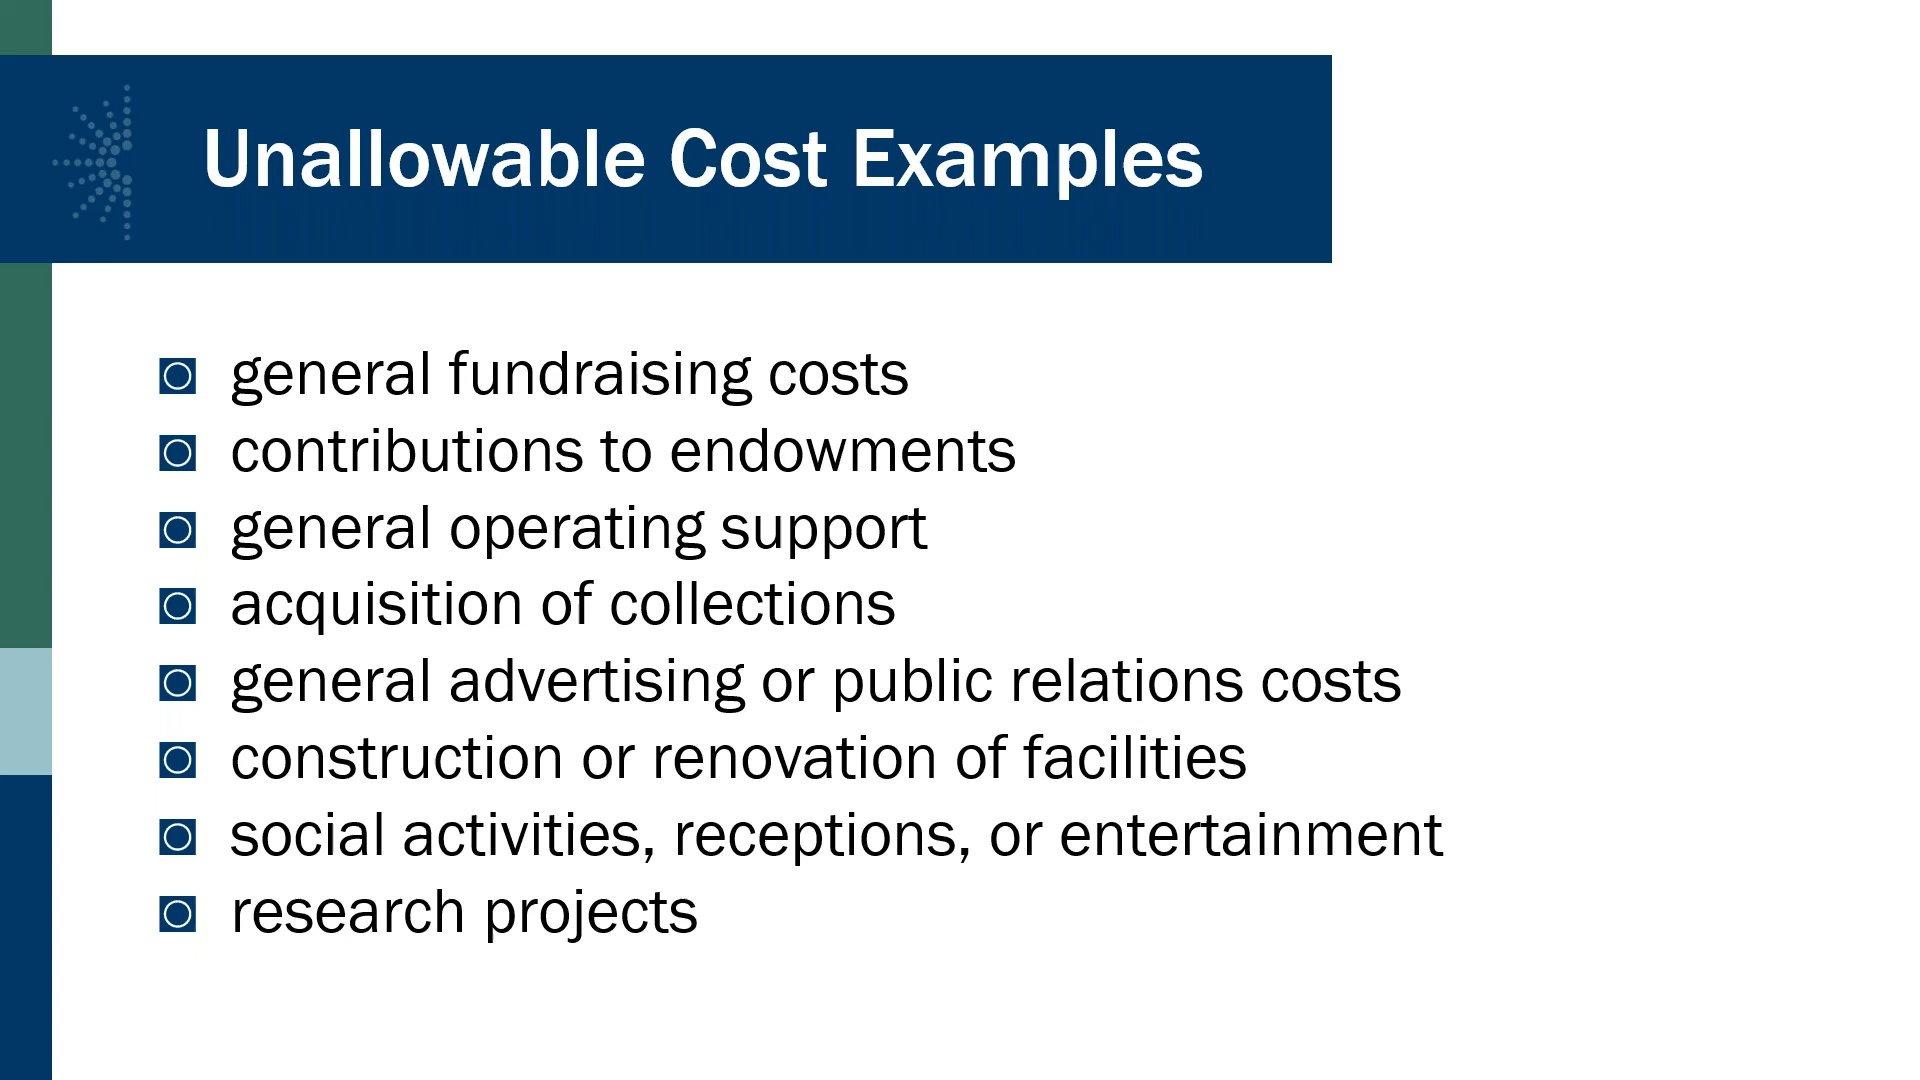 Unallowable Cost Examples
general fundraising costs
contributions to endowments
general operating support
acquisition of collections
general advertising or public relations costs
construction or renovation of facilities
social activities, receptions, or entertainment
research projects